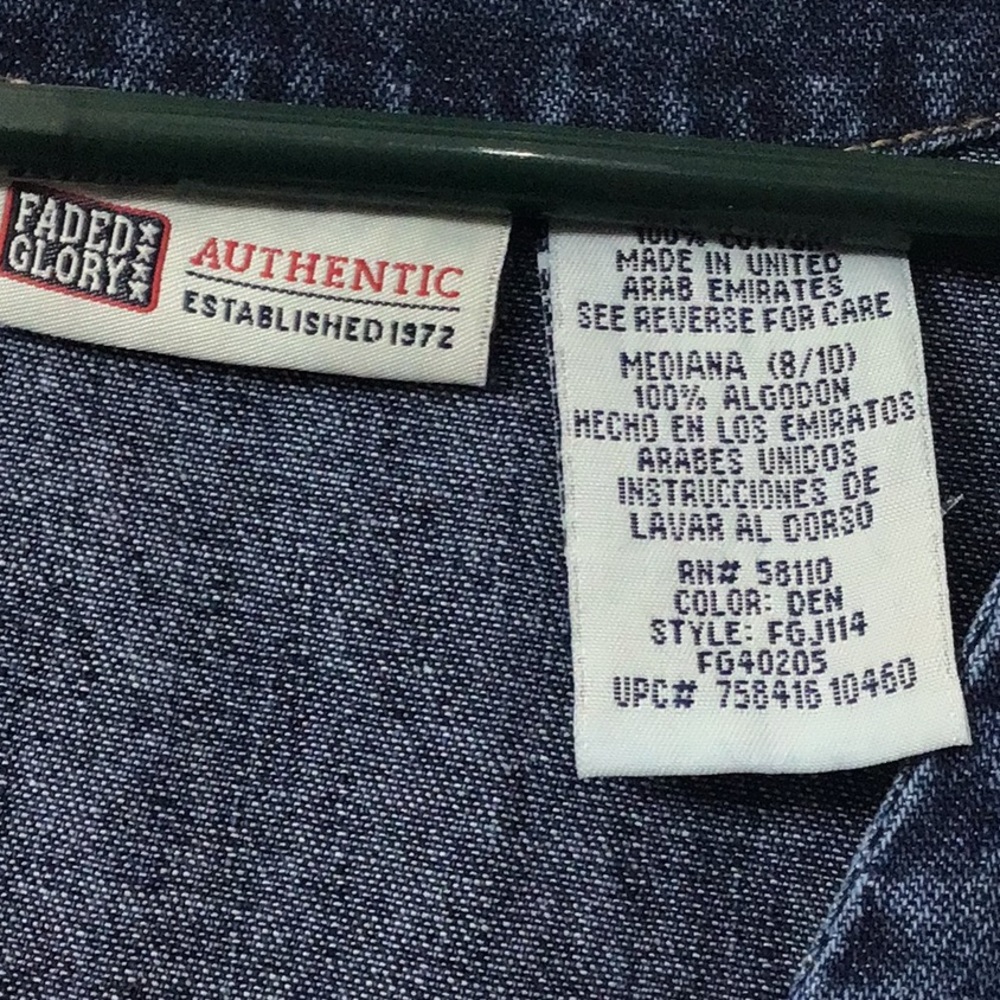 FADED
GLORY
AUTHENTIC
ESTABLISHED 1972
100% COTTON
MADE IN UNITED
ARAB EMIRATES
SEE REVERSE FOR CARE
MEDIANA (8/10)
100% ALGODON
HECHO EN LOS EMIRATOS
ARABES UNIDOS
INSTRUCCIONES DE
LAVAR AL DORSO
RN# 58110
COLOR: DEN
STYLE: FGJ114
FG40205
UPC# 758416 10460